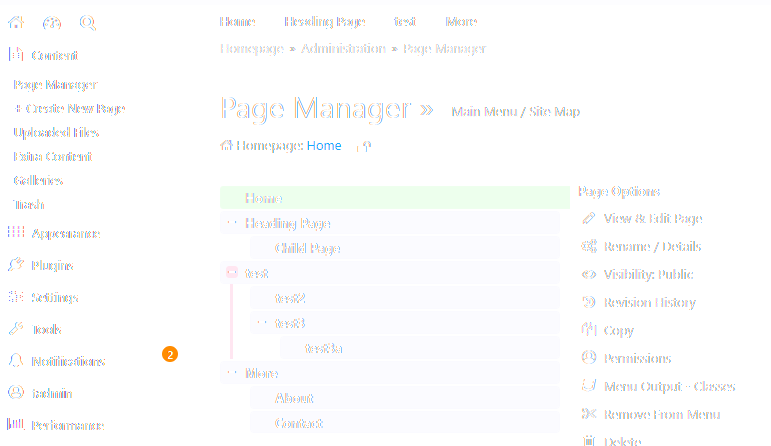 Home Heading Page test More
Homepage » Administration » Page Manager
Content
Page Manager
+ Create New Page
Uploaded Files
Extra Content
Galleries
Trash
Appearance
Plugins
Settings
Tools
Notifications 2
tadmin
Performance
Page Manager » Main Menu / Site Map
Homepage: Home
Home
Heading Page
Child Page
test
test2
test3
test3a
More
About
Contact
Page Options
View & Edit Page
Rename / Details
Visibility: Public
Revision History
Copy
Permissions
Menu Output - Classes
Remove From Menu
Delete